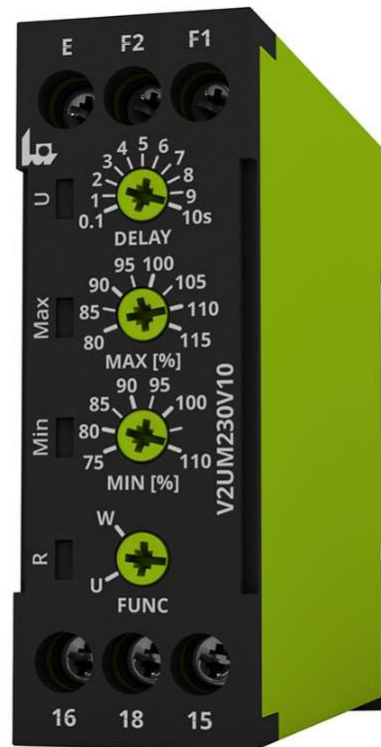 E F2 F1
U
0.1 1 2 3 4 5 6 7 8 9 10s
DELAY
Max
80 85 90 95 100 105 110 115
MAX [%]
Min
75 80 85 90 95 100 110
MIN [%]
V2UM230V10
R
U W
FUNC
16 18 15